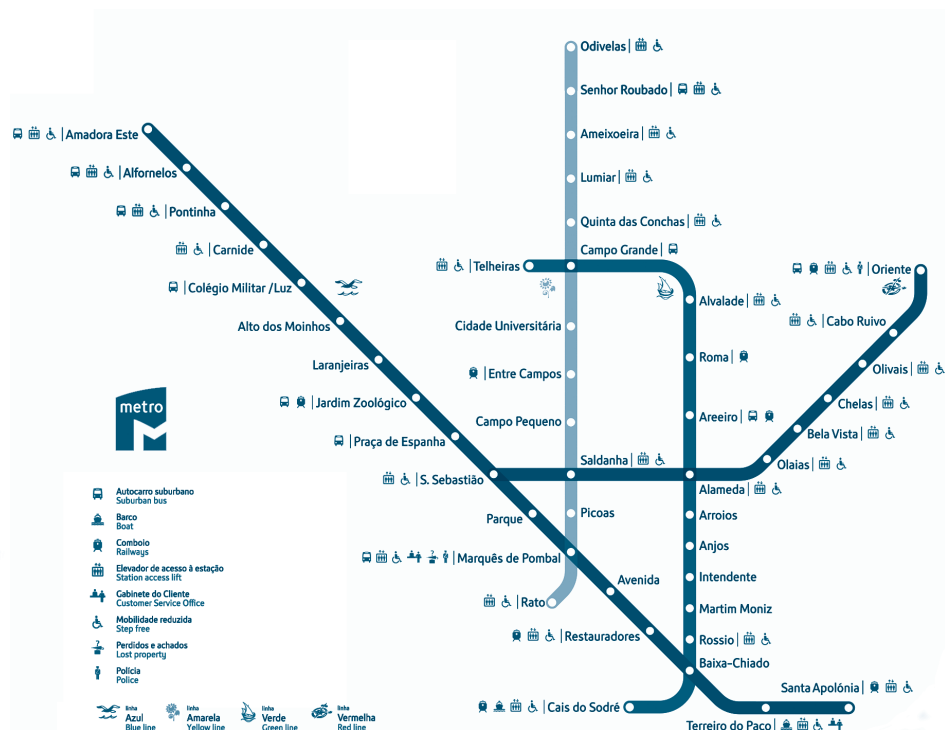 Odivelas
Senhor Roubado
Ameixoeira
Lumiar
Quinta das Conchas
Campo Grande
Telheiras
Amadora Este
Alfornelos
Pontinha
Carnide
Colégio Militar /Luz
Alto dos Moinhos
Laranjeiras
Jardim Zoológico
Praça de Espanha
S. Sebastião
Parque
Marquês de Pombal
Avenida
Restauradores
Baixa-Chiado
Terreiro do Paço
Santa Apolónia
Cidade Universitária
Entre Campos
Campo Pequeno
Saldanha
Picoas
Rato
Alvalade
Roma
Areeiro
Alameda
Arroios
Anjos
Intendente
Martim Moniz
Rossio
Cais do Sodré
Oriente
Cabo Ruivo
Olivais
Chelas
Bela Vista
Olaias
metro
M
Autocarro suburbano
Suburban bus
Barco
Boat
Comboio
Railways
Elevador de acesso à estação
Station access lift
Gabinete do Cliente
Customer Service Office
Mobilidade reduzida
Step free
Perdidos e achados
Lost property
Polícia
Police
linha
Azul
Blue line
linha
Amarela
Yellow line
linha
Verde
Green line
linha
Vermelha
Red line